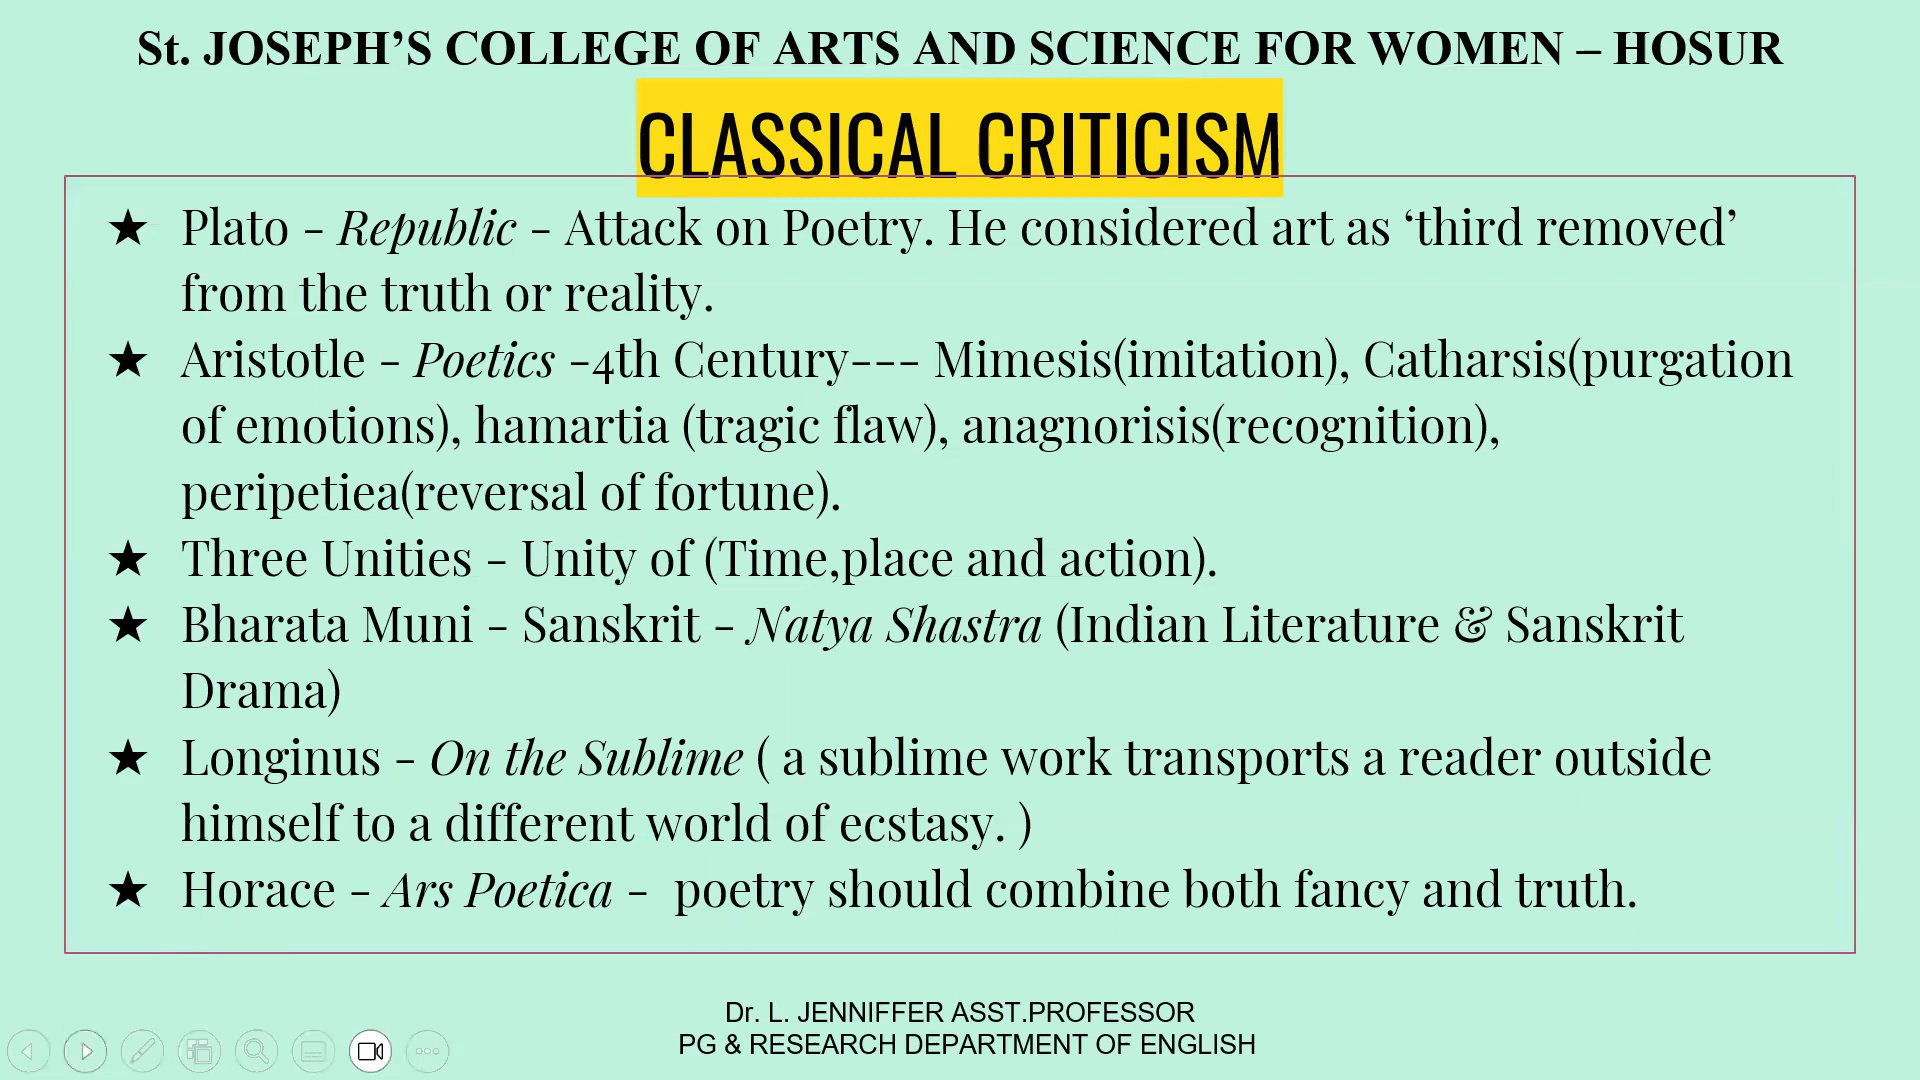 St. JOSEPH’S COLLEGE OF ARTS AND SCIENCE FOR WOMEN – HOSUR
CLASSICAL CRITICISM
★ Plato - Republic - Attack on Poetry. He considered art as ‘third removed’
from the truth or reality.
★ Aristotle - Poetics -4th Century--- Mimesis(imitation), Catharsis(purgation
of emotions), hamartia (tragic flaw), anagnorisis(recognition),
peripetiea(reversal of fortune).
★ Three Unities - Unity of (Time,place and action).
★ Bharata Muni - Sanskrit - Natya Shastra (Indian Literature & Sanskrit
Drama)
★ Longinus - On the Sublime ( a sublime work transports a reader outside
himself to a different world of ecstasy. )
★ Horace - Ars Poetica -  poetry should combine both fancy and truth.
Dr. L. JENNIFFER ASST.PROFESSOR
PG & RESEARCH DEPARTMENT OF ENGLISH